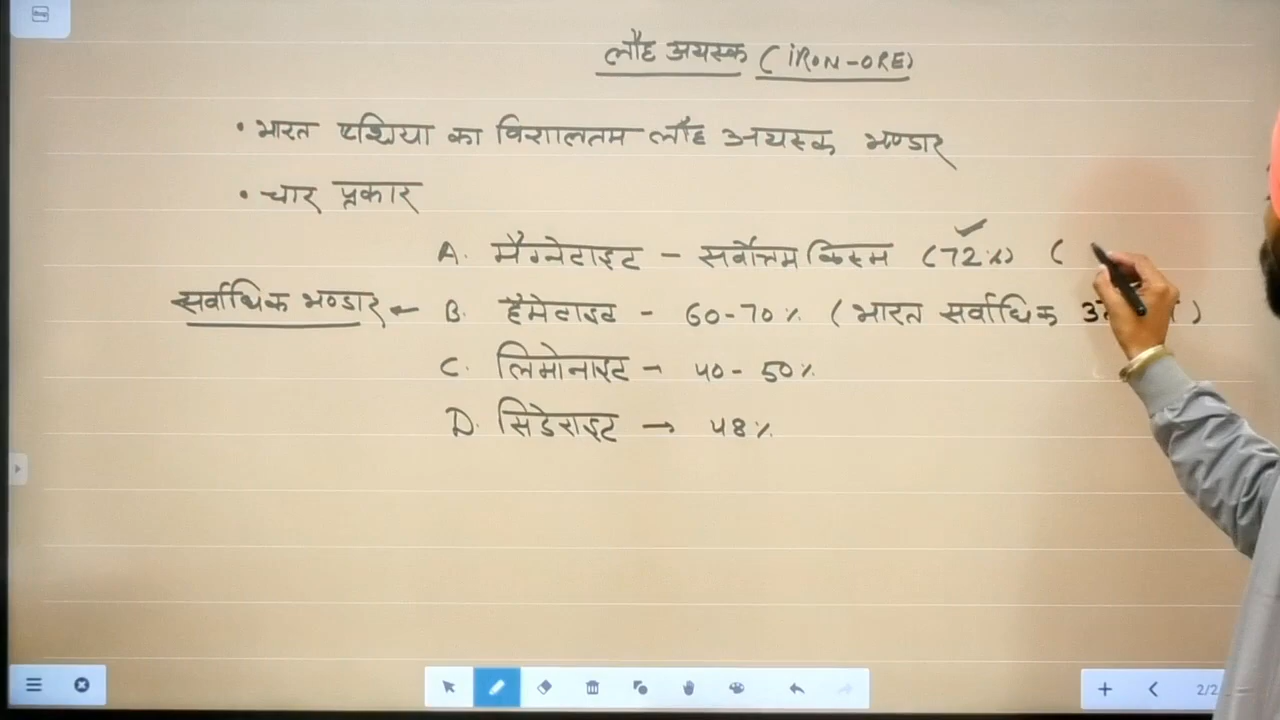 लौह अयस्क (IRON-ORE)
• भारत एशिया का विशालतम लौह अयस्क भण्डार
• चार प्रकार
A. मैग्नेटाइट - सर्वोत्तम किस्म (72%) (
सर्वाधिक भण्डार ← B. हैमेटाइट - 60-70% (भारत सर्वाधिक )
C. लिमोनाइट - 40-50%
D. सिडेराइट → 48%
2/2